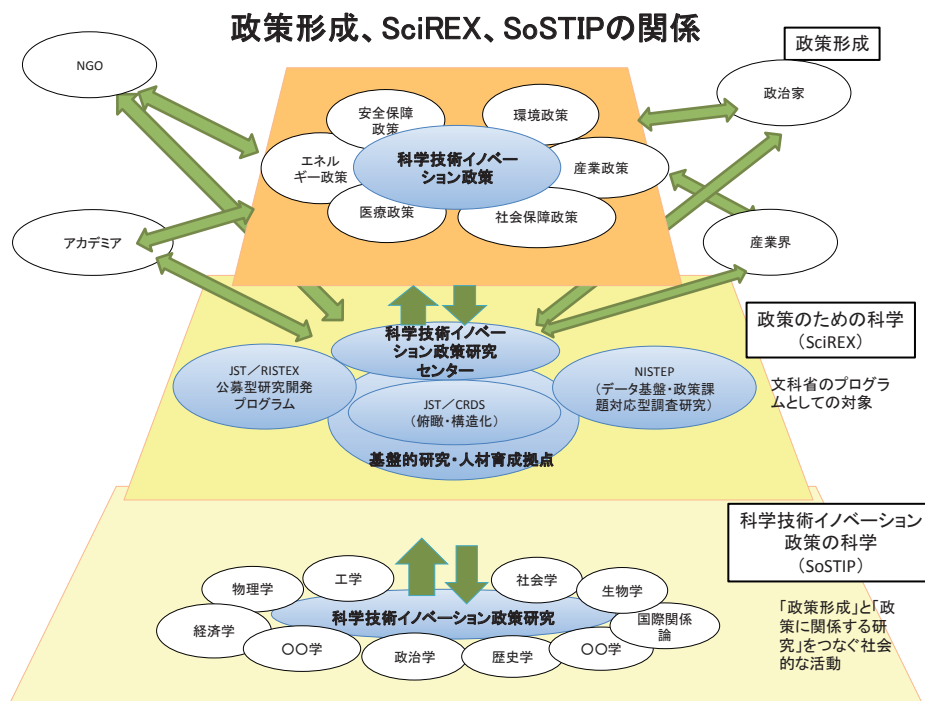 政策形成、SciREX、SoSTIPの関係
NGO
政策形成
政治家
安全保障
政策
環境政策
エネル
ギー政策
科学技術イノベー
ション政策
産業政策
医療政策
社会保障政策
アカデミア
産業界
政策のための科学
（SciREX）
文科省のプログラ
ムとしての対象
科学技術イノベー
ション政策研究
センター
JST／RISTEX
公募型研究開発
プログラム
NISTEP
（データ基盤・政策課
題対応型調査研究）
JST／CRDS
（俯瞰・構造化）
基盤的研究・人材育成拠点
科学技術イノベーション
政策の科学
（SoSTIP）
「政策形成」と「政
策に関係する研
究」をつなぐ社会
的な活動
物理学
工学
社会学
生物学
経済学
科学技術イノベーション政策研究
国際関係
論
〇〇学
政治学
歴史学
〇〇学